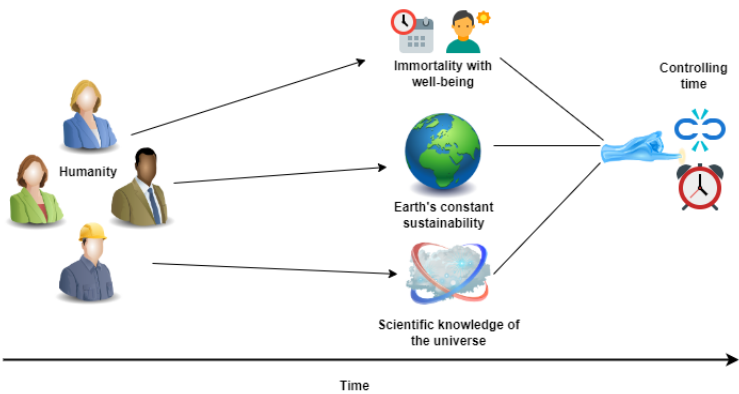 Immortality with
well-being
Controlling
time
Humanity
Earth's constant
sustainability
Scientific knowledge of
the universe
Time